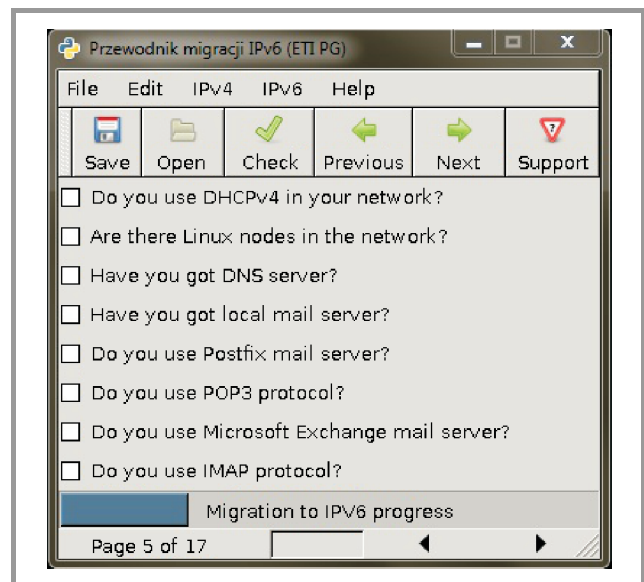 Przewodnik migracji IPv6 (ETI PG)
File Edit IPv4 IPv6 Help
Save Open Check Previous Next Support
Do you use DHCPv4 in your network?
Are there Linux nodes in the network?
Have you got DNS server?
Have you got local mail server?
Do you use Postfix mail server?
Do you use POP3 protocol?
Do you use Microsoft Exchange mail server?
Do you use IMAP protocol?
Migration to IPV6 progress
Page 5 of 17